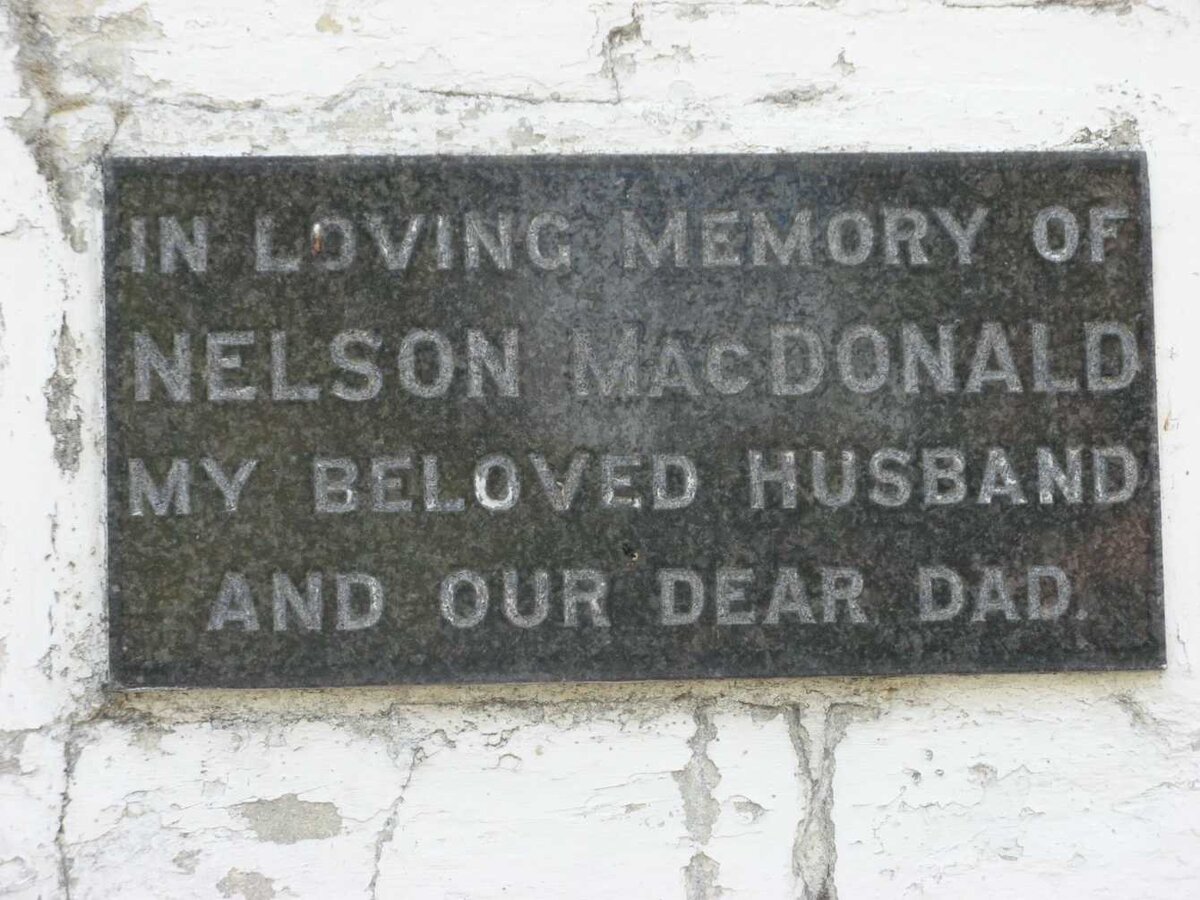 IN LOVING MEMORY OF
NELSON MACDONALD
MY BELOVED HUSBAND
AND OUR DEAR DAD.